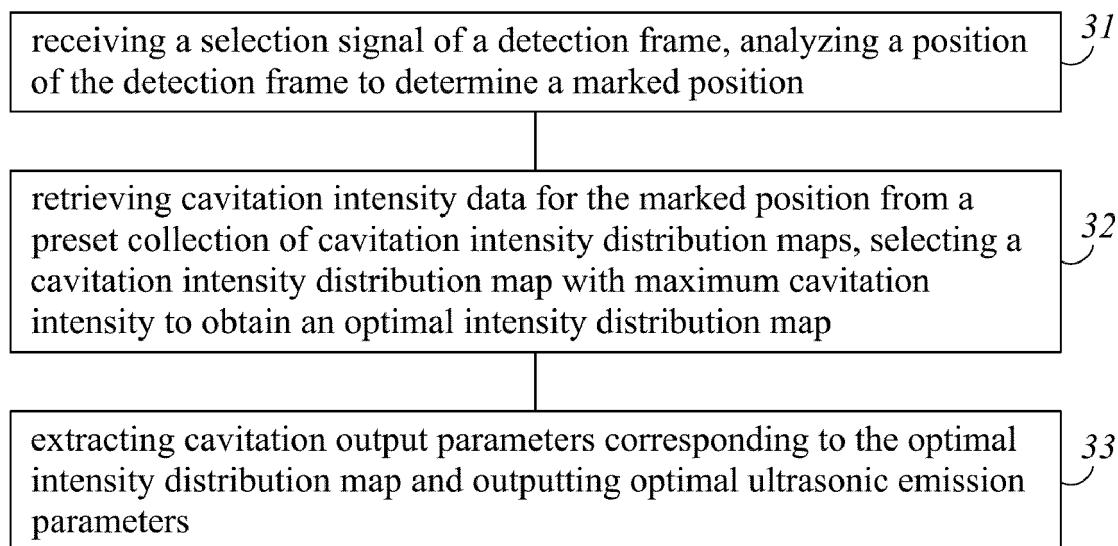 receiving a selection signal of a detection frame, analyzing a position
of the detection frame to determine a marked position
31
retrieving cavitation intensity data for the marked position from a
preset collection of cavitation intensity distribution maps, selecting a
cavitation intensity distribution map with maximum cavitation
intensity to obtain an optimal intensity distribution map
32
extracting cavitation output parameters corresponding to the optimal
intensity distribution map and outputting optimal ultrasonic emission
parameters
33